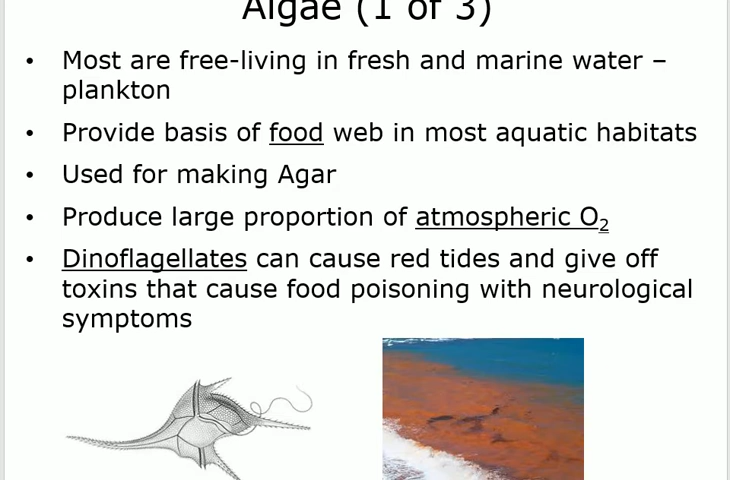 Algae (1 of 3)
• Most are free-living in fresh and marine water –
plankton
• Provide basis of food web in most aquatic habitats
• Used for making Agar
• Produce large proportion of atmospheric O₂
• Dinoflagellates can cause red tides and give off
toxins that cause food poisoning with neurological
symptoms